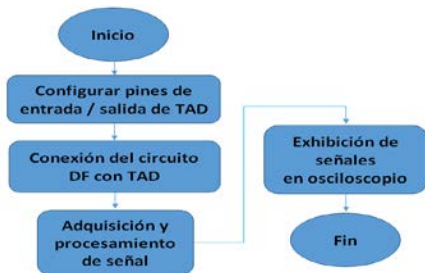 Inicio
Configurar pines de
entrada / salida de TAD
Conexión del circuito
DF con TAD
Adquisición y
procesamiento
de señal
Exhibición de
señales
en osciloscopio
Fin